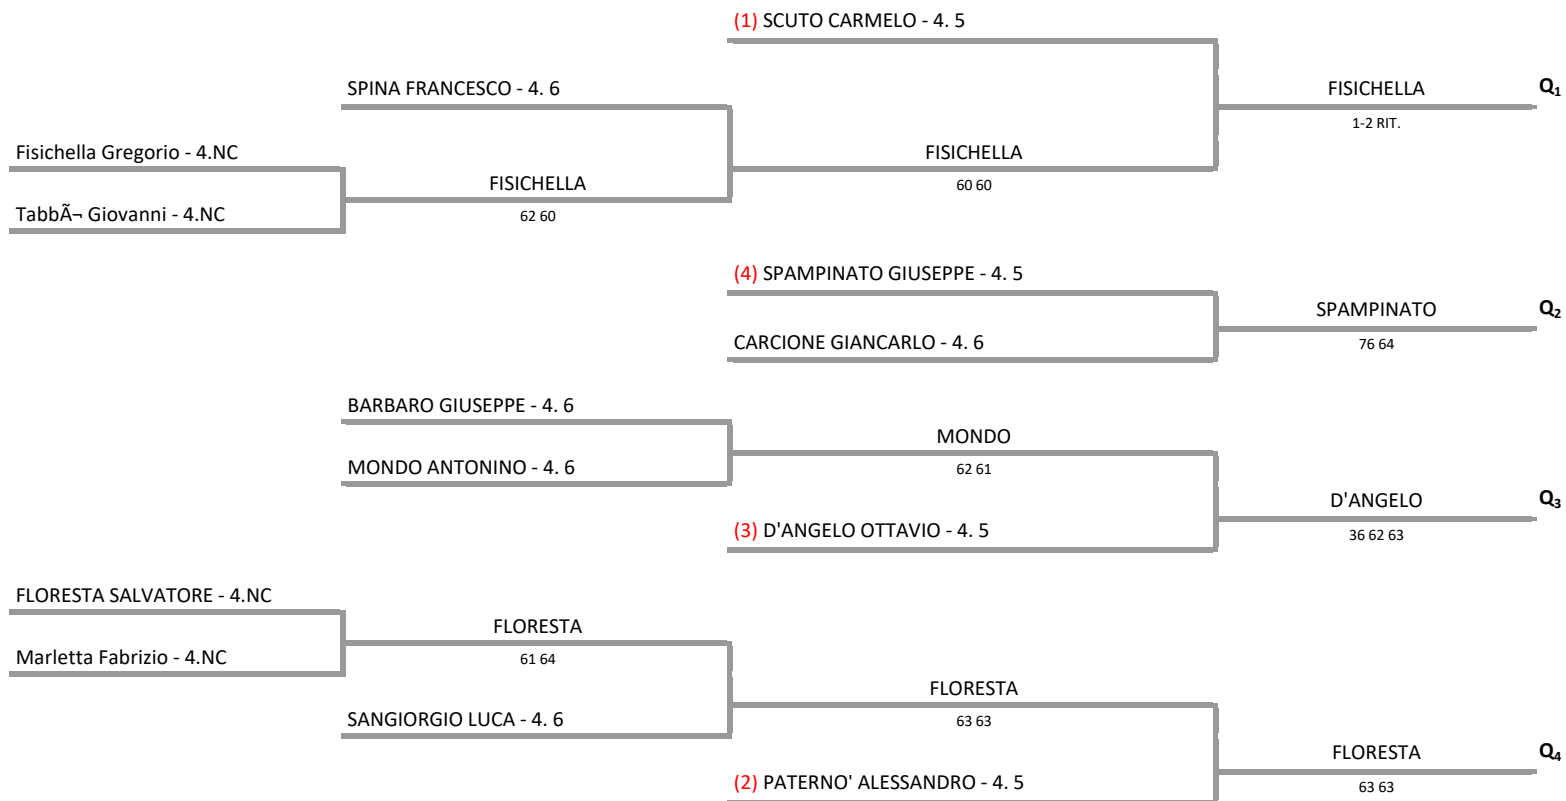 (1) SCUTO CARMELO - 4. 5
SPINA FRANCESCO - 4. 6
FISICHELLA
Q₁
1-2 RIT.
Fisichella Gregorio - 4.NC
FISICHELLA
60 60
FISICHELLA
62 60
TabbÃ¬ Giovanni - 4.NC
(4) SPAMPINATO GIUSEPPE - 4. 5
SPAMPINATO
Q₂
76 64
CARCIONE GIANCARLO - 4. 6
BARBARO GIUSEPPE - 4. 6
MONDO
62 61
MONDO ANTONINO - 4. 6
D'ANGELO
Q₃
36 62 63
(3) D'ANGELO OTTAVIO - 4. 5
FLORESTA SALVATORE - 4.NC
FLORESTA
61 64
Marletta Fabrizio - 4.NC
FLORESTA
63 63
SANGIORGIO LUCA - 4. 6
FLORESTA
Q₄
63 63
(2) PATERNO' ALESSANDRO - 4. 5